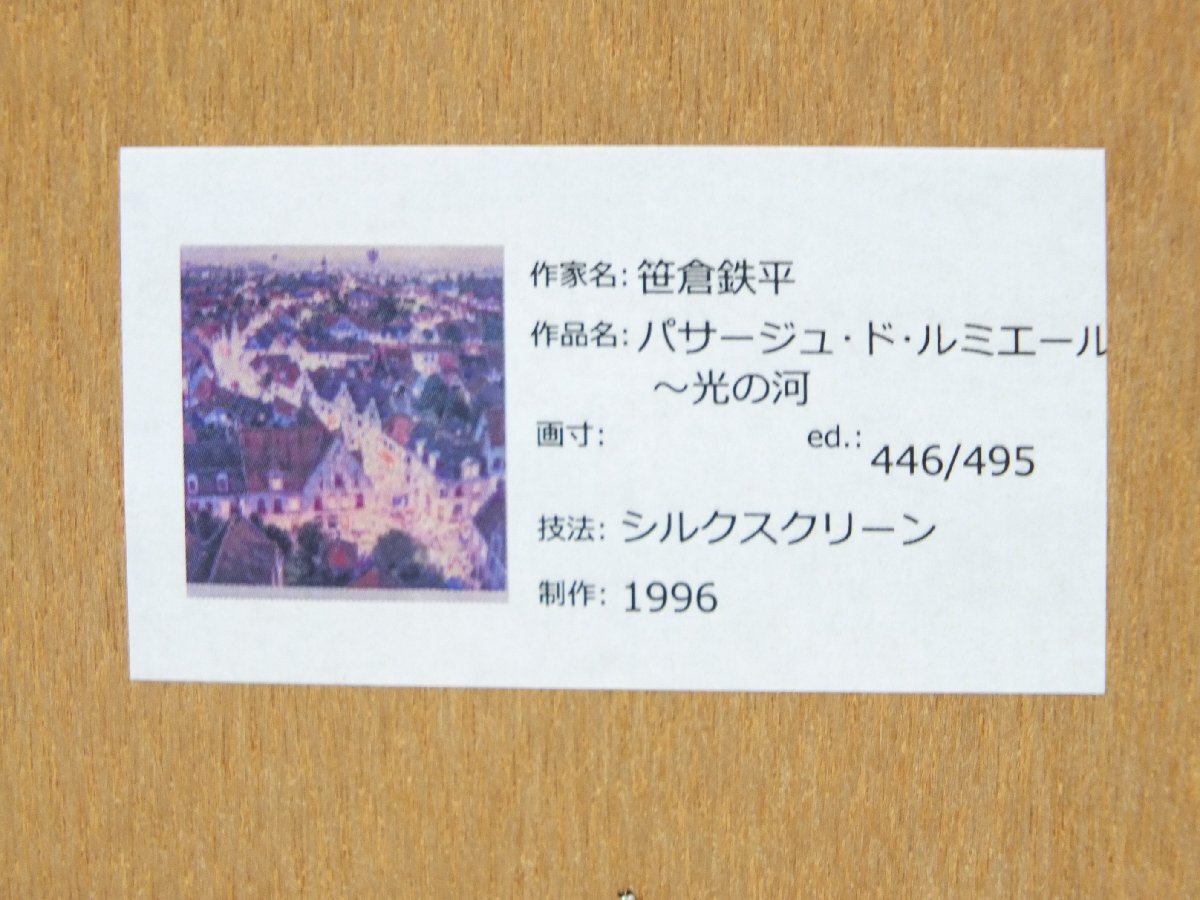 作家名: 笹倉鉄平
作品名: パサージュ・ド・ルミエール
～光の河
画寸: ed.: 446/495
技法: シルクスクリーン
制作: 1996